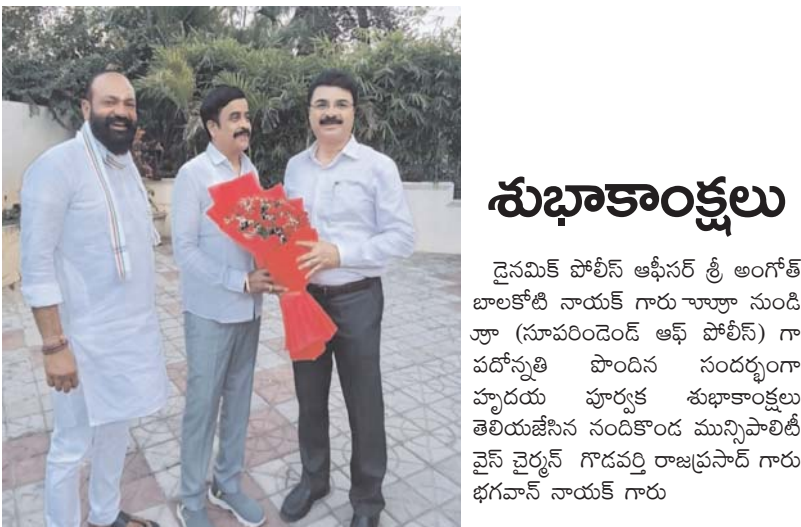 శుభాకాంక్షలు
డైనమిక్ పోలీస్ ఆఫీసర్ శ్రీ అంగోత్
బాలకోటి నాయక్ గారు నుండి
(సూపరిండెండ్ ఆఫ్ పోలీస్) గా
పదోన్నతి పొందిన సందర్భంగా
హృదయ పూర్వక శుభాకాంక్షలు
తెలియజేసిన నందికొండ మున్సిపాలిటీ
వైస్ చైర్మన్ గొడవర్తి రాజప్రసాద్ గారు
భగవాన్ నాయక్ గారు